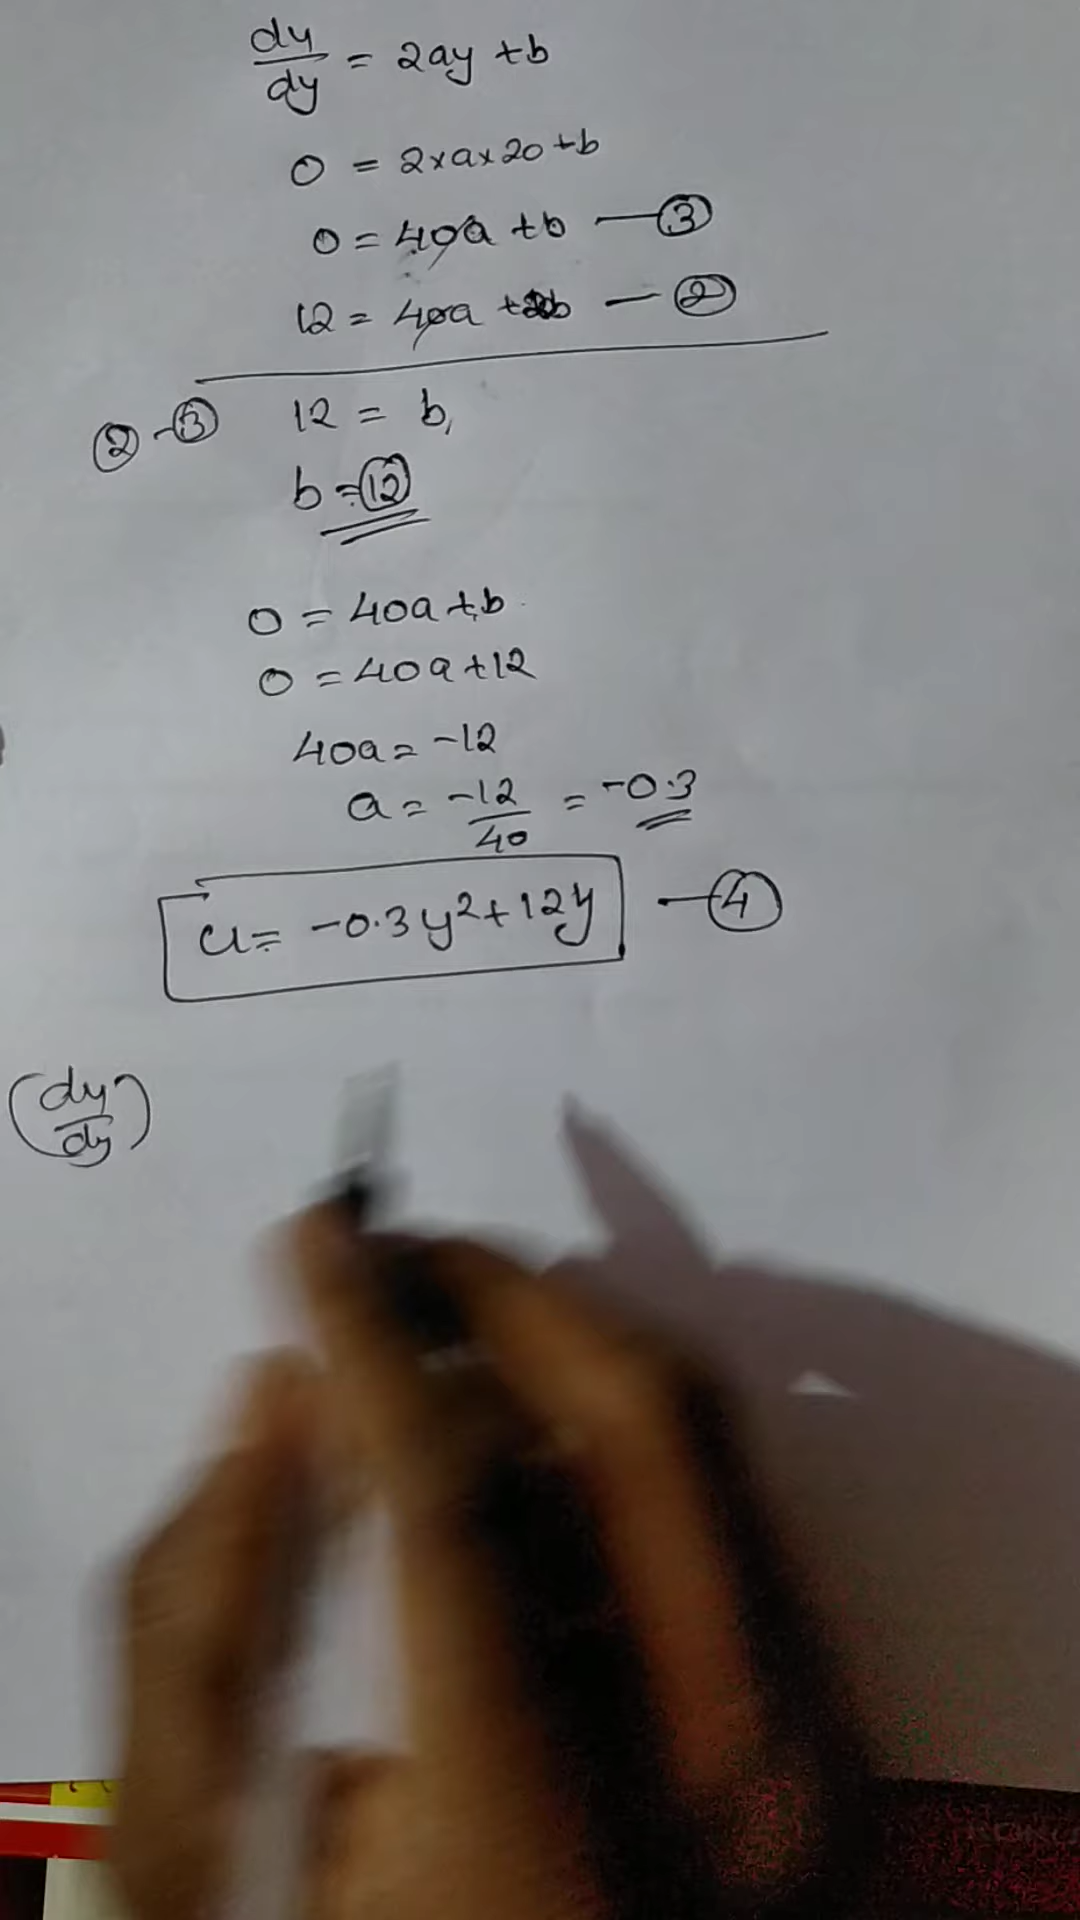 du/dy = 2ay + b
0 = 2×a×20 + b
0 = 40a + b — ③
12 = 40a + 2b — ②
② - ③ 12 = b,
b = 12
0 = 40a + b
0 = 40a + 12
40a = -12
a = -12/40 = -0.3
u = -0.3y² + 12y — ④
(du/dy)